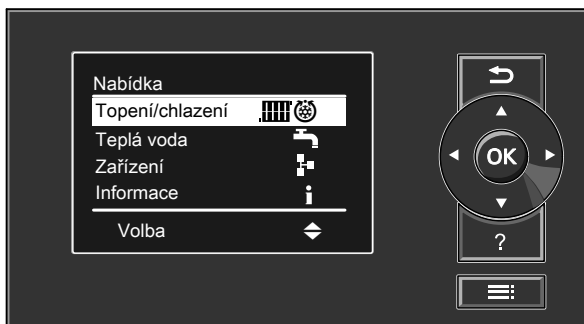 Nabídka
Topení/chlazení
Teplá voda
Zařízení
Informace
Volba
OK
?